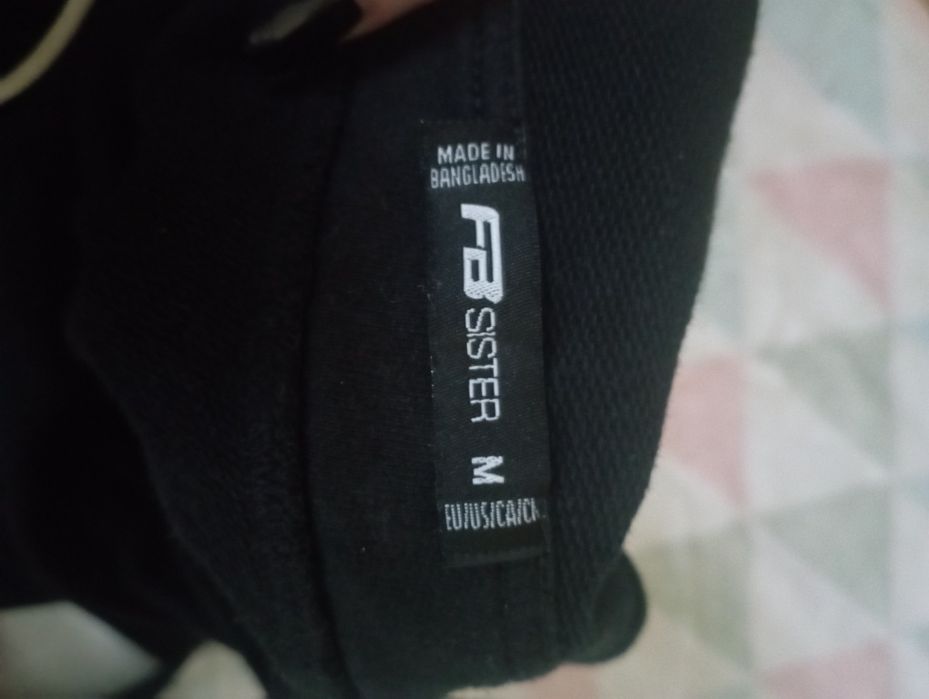 MADE IN
BANGLADESH
FB SISTER
M
EU/US/CA/CN